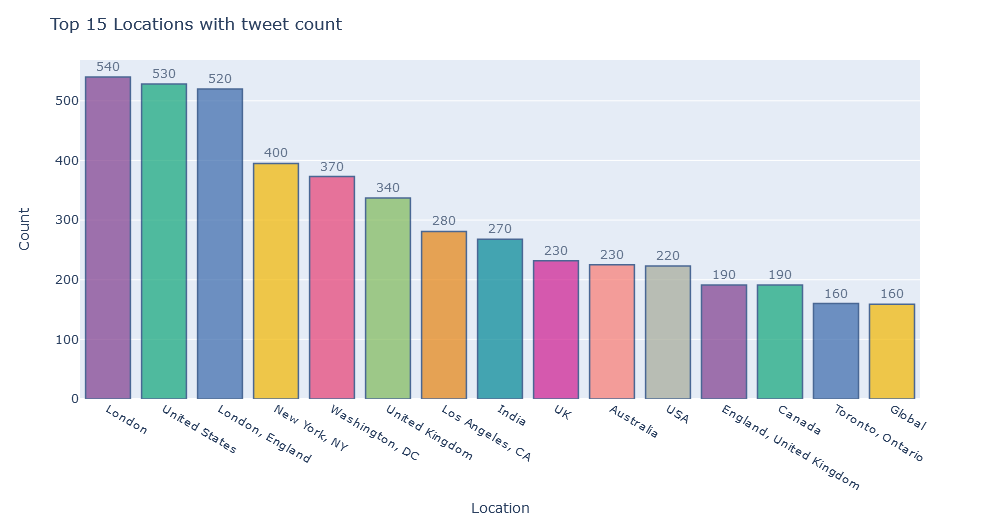 Top 15 Locations with tweet count
540
530
520
400
370
340
280
270
230
230
220
190
190
160
160
500
400
300
200
100
0
Count
London
United States
London, England
New York, NY
Washington, DC
United Kingdom
Los Angeles, CA
India
UK
Australia
USA
England, United Kingdom
Canada
Toronto, Ontario
Global
Location